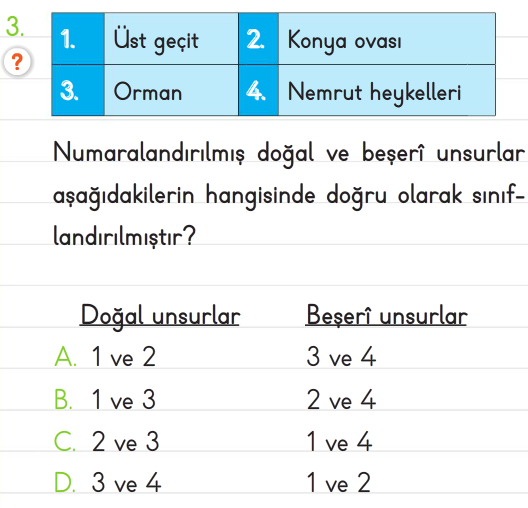 3.
?
1. Üst geçit 2. Konya ovası
3. Orman 4. Nemrut heykelleri
Numaralandırılmış doğal ve beşerî unsurlar
aşağıdakilerin hangisinde doğru olarak sınıf-
landırılmıştır?
Doğal unsurlar Beşerî unsurlar
A. 1 ve 2 3 ve 4
B. 1 ve 3 2 ve 4
C. 2 ve 3 1 ve 4
D. 3 ve 4 1 ve 2